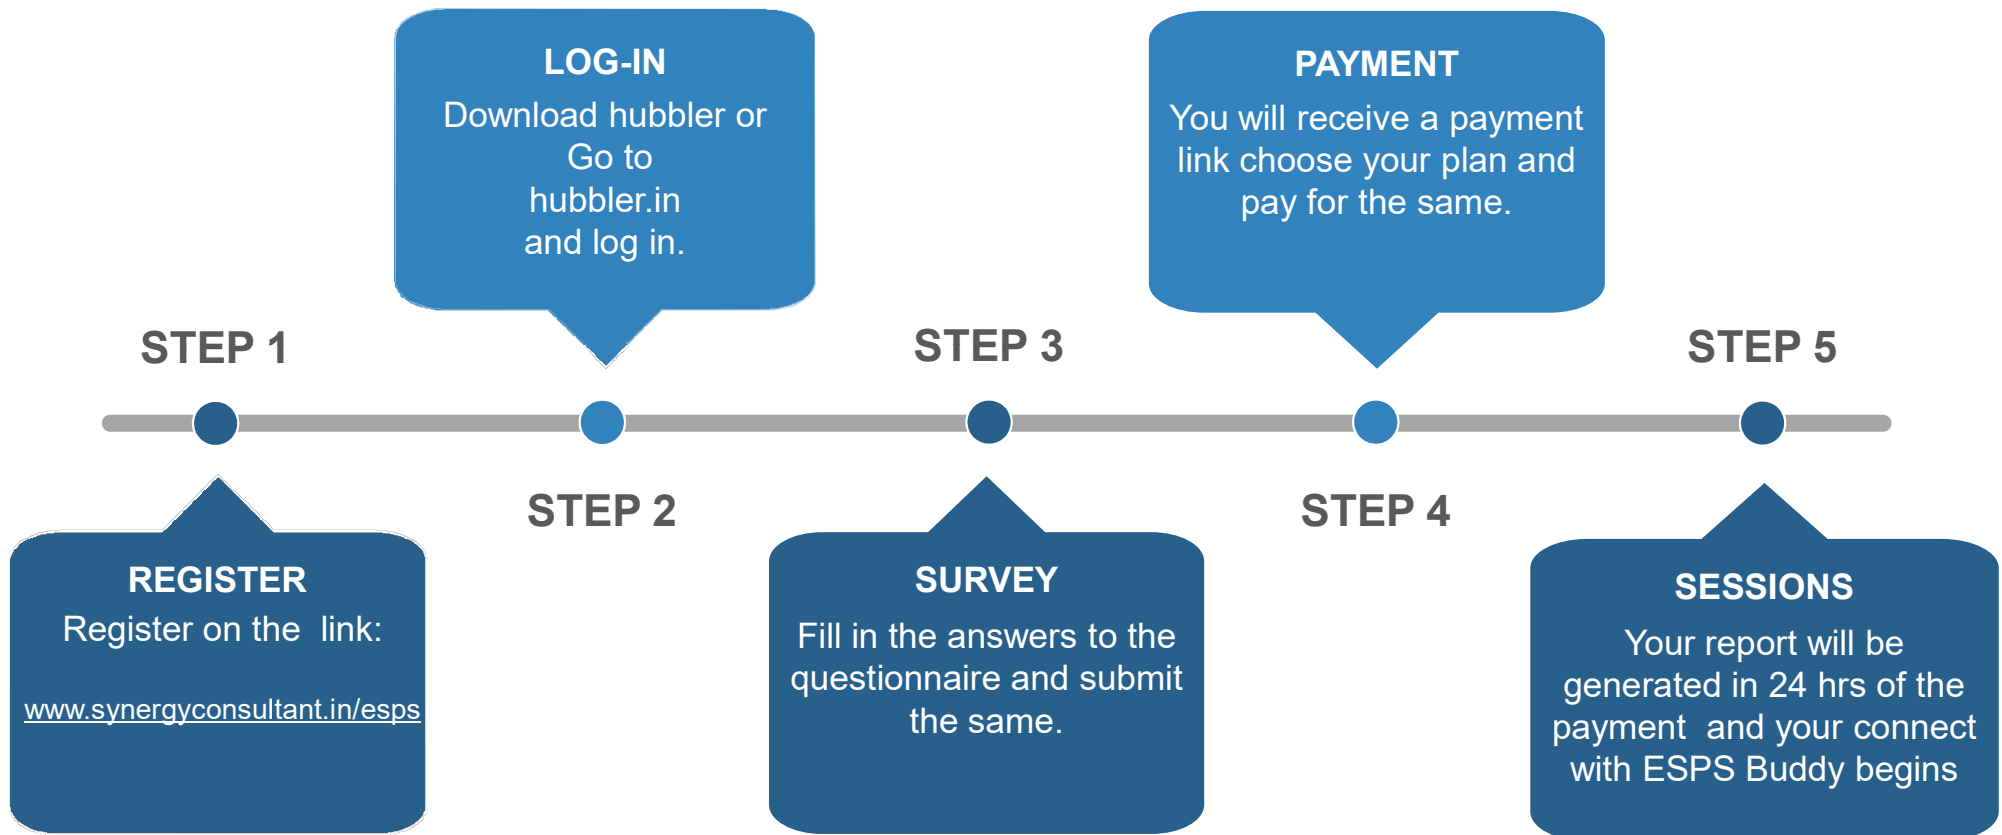 STEP 1
REGISTER
Register on the link:
www.synergyconsultant.in/esps
LOG-IN
Download hubbler or
Go to
hubbler.in
and log in.
STEP 2
STEP 3
SURVEY
Fill in the answers to the
questionnaire and submit
the same.
PAYMENT
You will receive a payment
link choose your plan and
pay for the same.
STEP 4
STEP 5
SESSIONS
Your report will be
generated in 24 hrs of the
payment and your connect
with ESPS Buddy begins